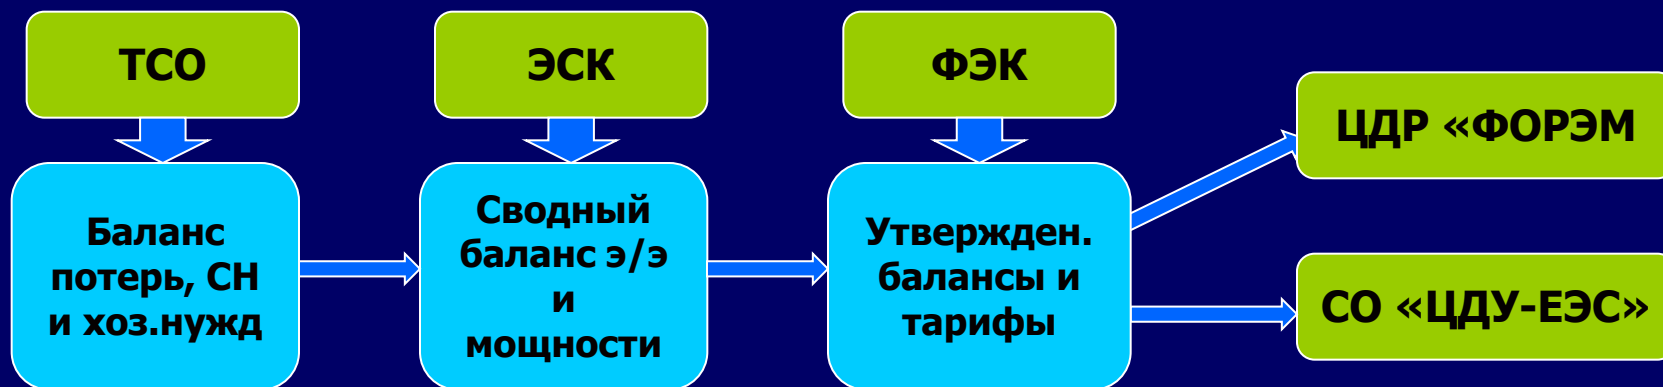 ТСО
ЭСК
ФЭК
ЦДР «ФОРЭМ
Баланс
потерь, СН
и хоз.нужд
Сводный
баланс э/э
и
мощности
Утвержден.
балансы и
тарифы
СО «ЦДУ-ЕЭС»